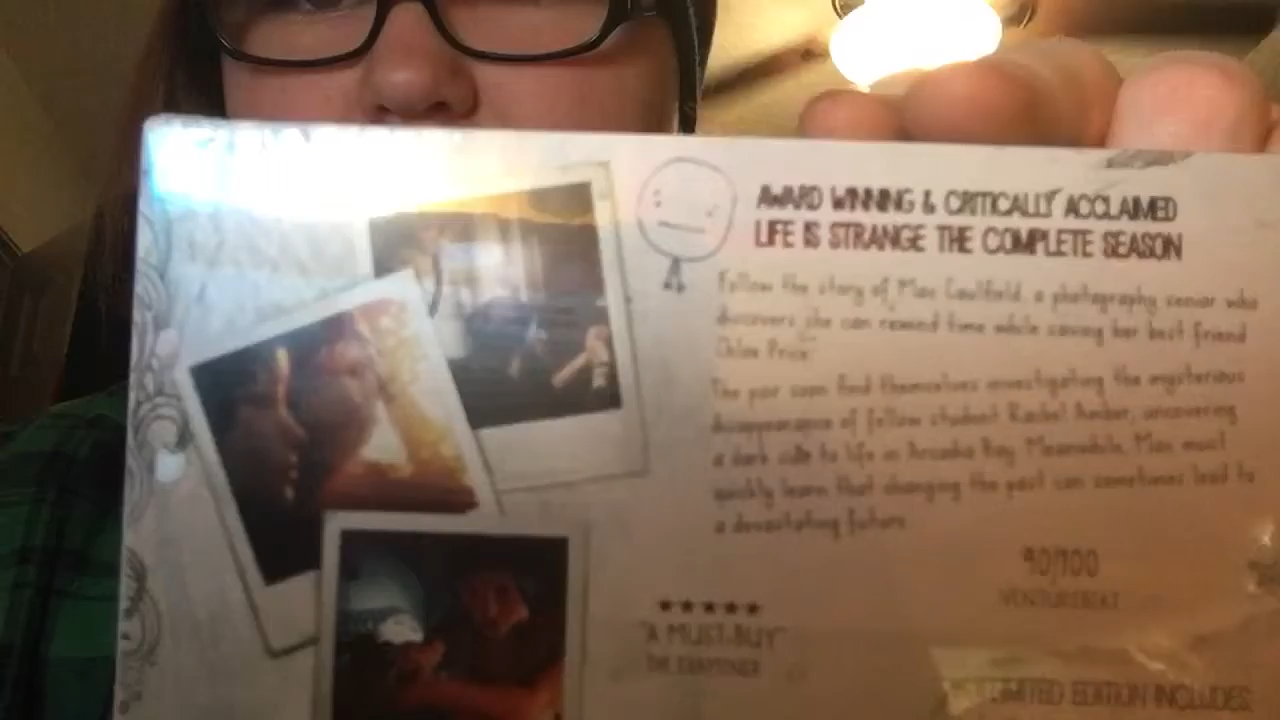 AWARD WINNING & CRITICALLY ACCLAIMED
LIFE IS STRANGE THE COMPLETE SEASON
Follow the story of Max Caulfield, a photography senior who
discovers she can rewind time while saving her best friend
Chloe Price.
The pair soon find themselves investigating the mysterious
disappearance of fellow student Rachel Amber, uncovering
a dark side to life in Arcadia Bay. Meanwhile, Max must
quickly learn that changing the past can sometimes lead to
a devastating future.
90/100
VENTUREBEAT
★★★★★
"A MUST-BUY"
THE EXAMINER
LIMITED EDITION INCLUDES: